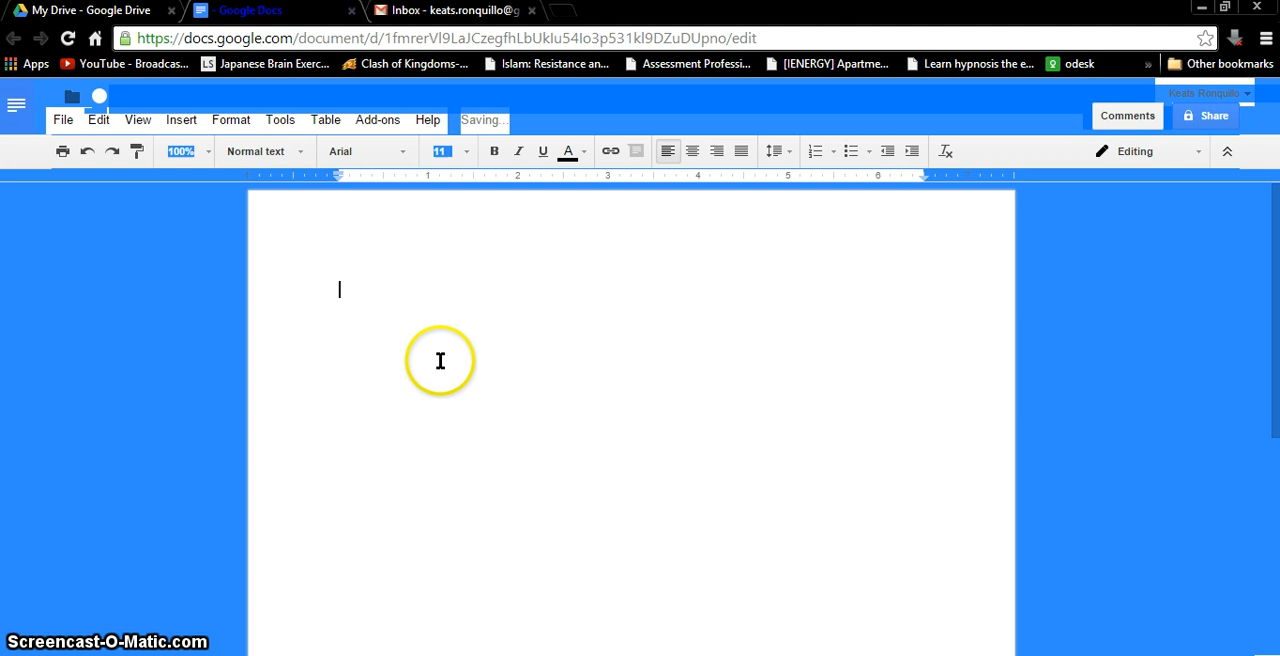 My Drive - Google Drive
- Google Docs
Inbox - keats.ronquillo@g
https://docs.google.com/document/d/1fmrerVl9LaJCzegfhLbUkIu54Io3p531kl9DZuDUpno/edit
Apps YouTube - Broadcas... LS Japanese Brain Exerc... Clash of Kingdoms-... Islam: Resistance an... Assessment Professi... [IENERGY] Apartme... Learn hypnosis the e... odesk » Other bookmarks
Keats Ronquillo
File Edit View Insert Format Tools Table Add-ons Help Saving... Comments Share
100% Normal text Arial 11 B I U A Editing
1 2 3 4 5 6
Screencast-O-Matic.com